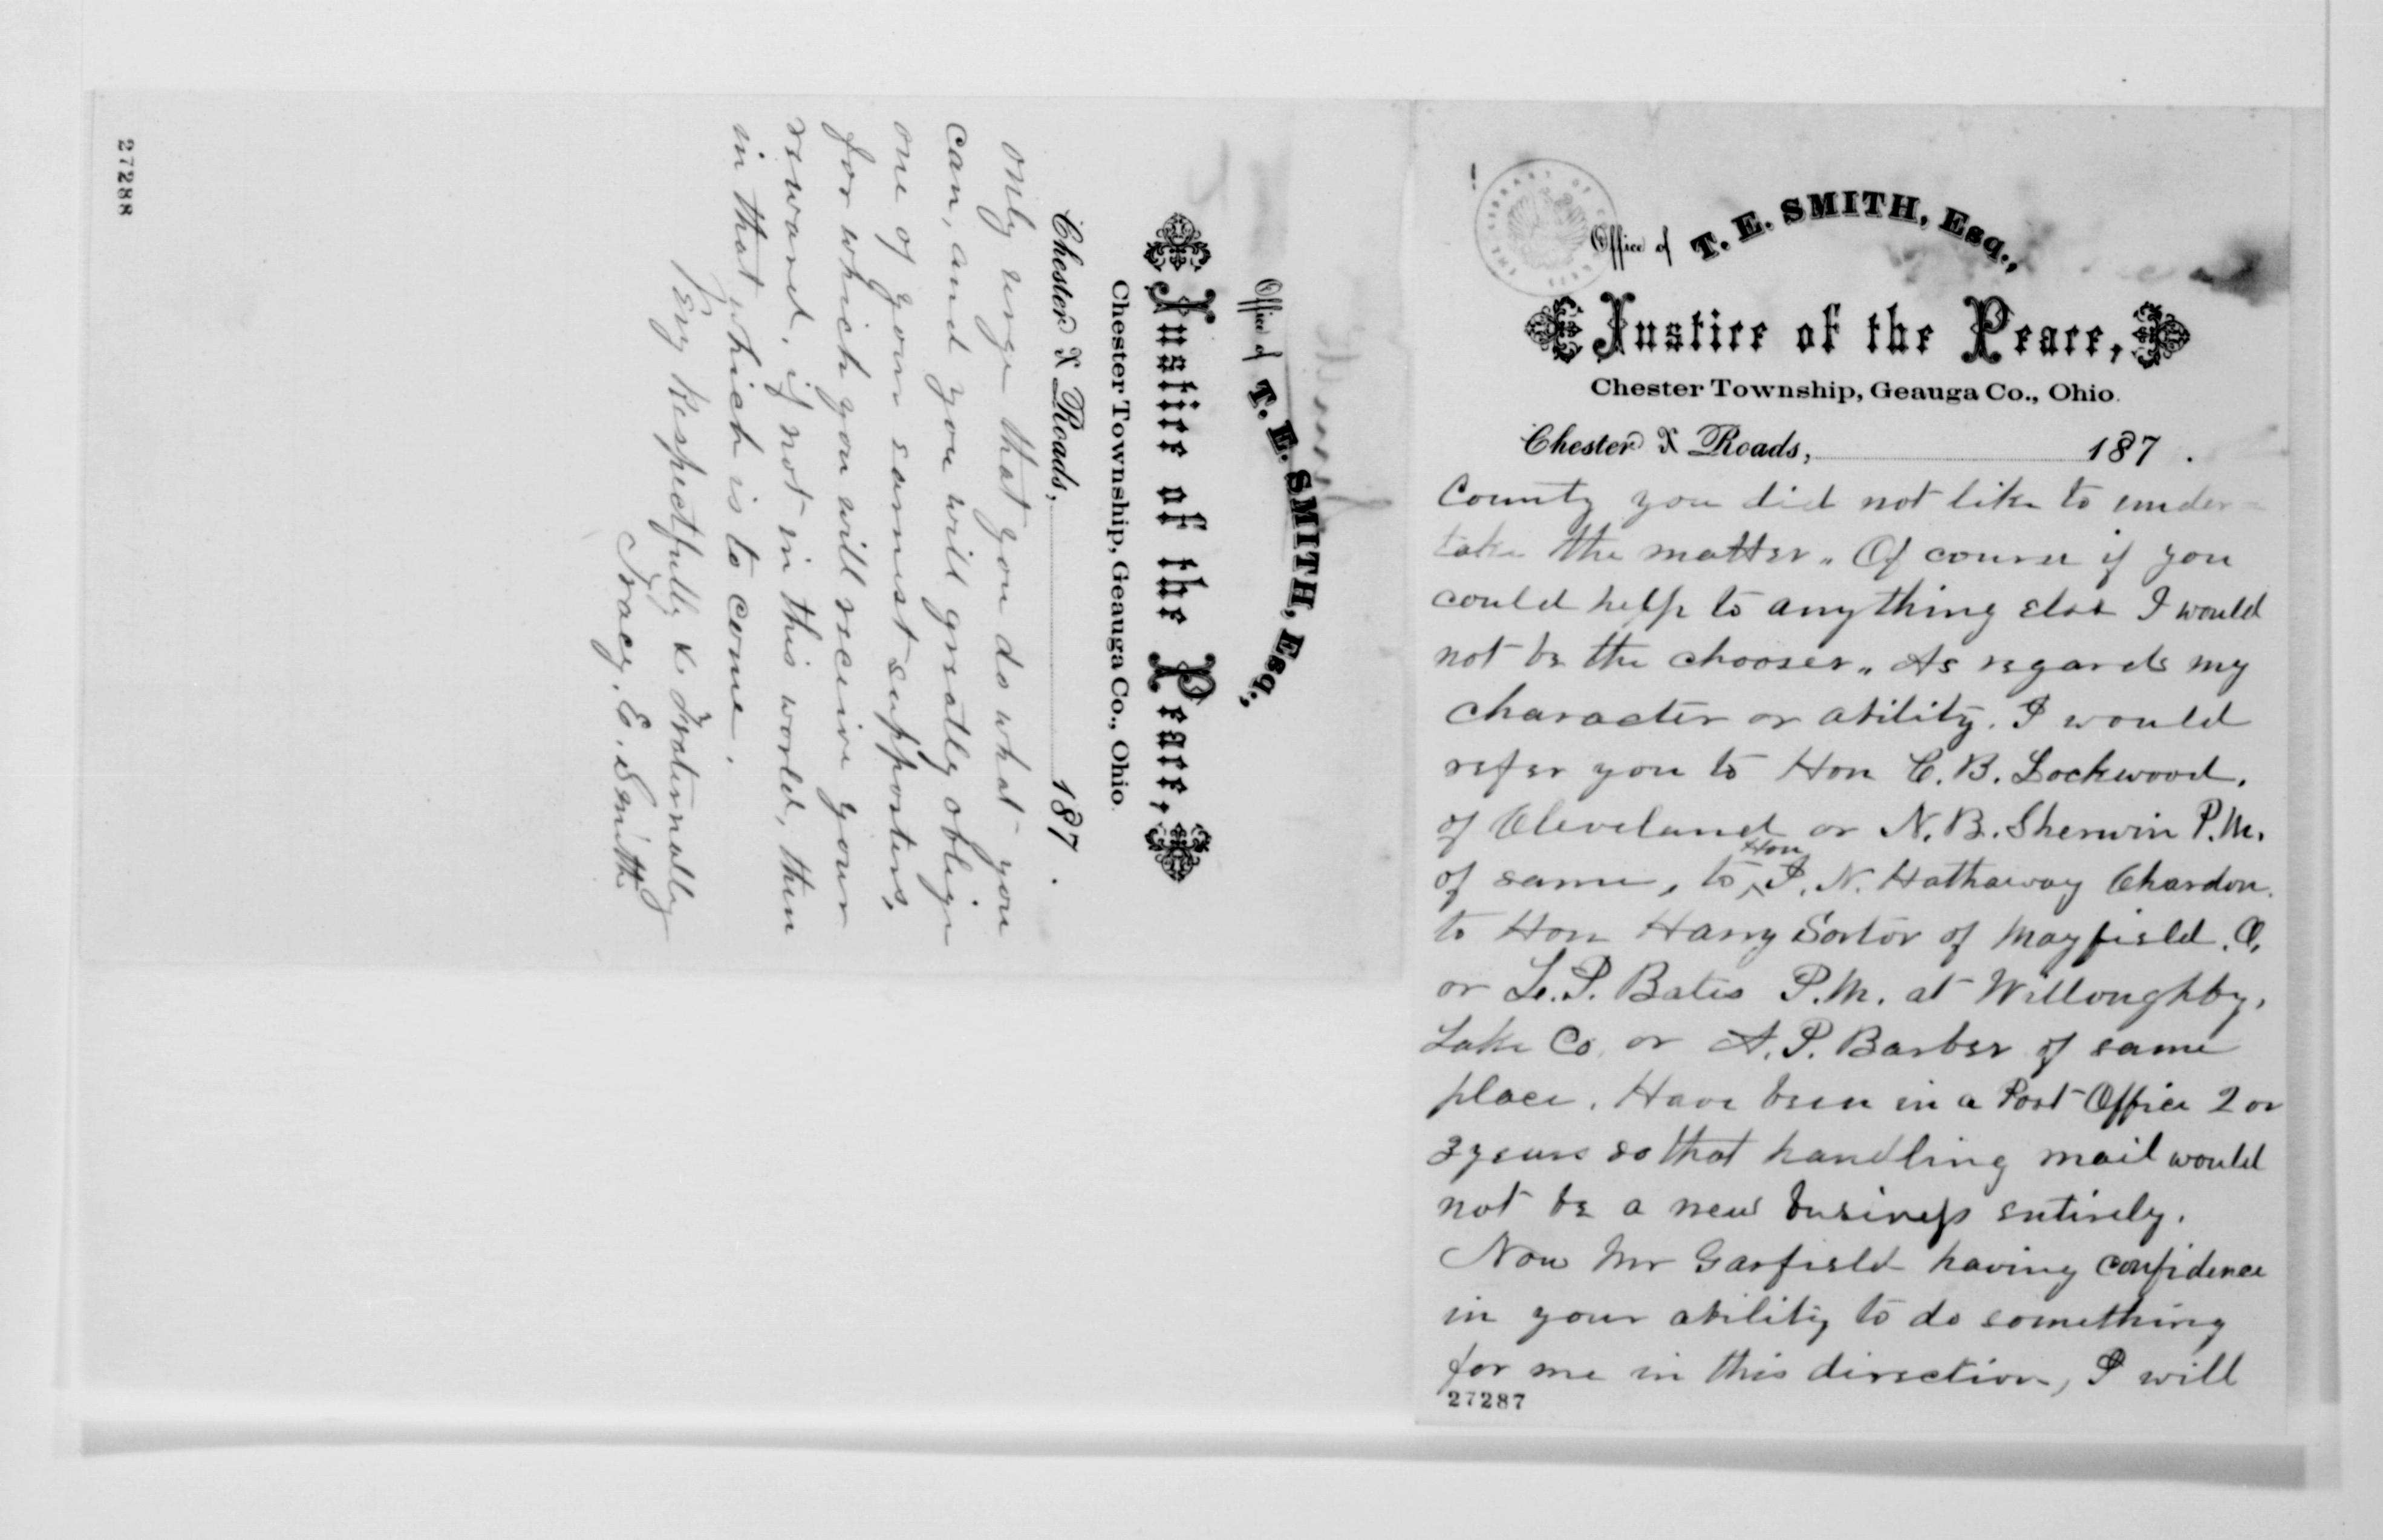 Office of T. E. SMITH, Esq.,
Justice of the Peace,
Chester Township, Geauga Co., Ohio.
Chester X Roads, 187 .
County you did not like to under-
take the matter. Of course if you
could help to anything else I would
not be the chooser. As regards my
character or ability. I would
refer you to Hon C. B. Lockwood.
of Cleveland or N. B. Sherwin P.M.
Hon
of same, to I. N. Hathaway Chardon.
to Hon Harry Sorter of Mayfield. O.
or L. P. Bates P.M. at Willoughby,
Lake Co. or A. P. Barber of same
place. Have been in a Post Office 2 or
3 years so that handling mail would
not be a new business entirely.
Now Mr Garfield having confidence
in your ability to do something
for me in this direction, I will
27287
Office of T. E. SMITH, Esq.,
Justice of the Peace,
Chester Township, Geauga Co., Ohio.
Chester X Roads, 187 .
only urge that you do what you
can, and you will greatly oblige
one of your earnest supporters,
for which you will receive your
reward, if not in this world, then
in that which is to come.
Very Respectfully & Fraternally
Tracy. E. Smith
27288